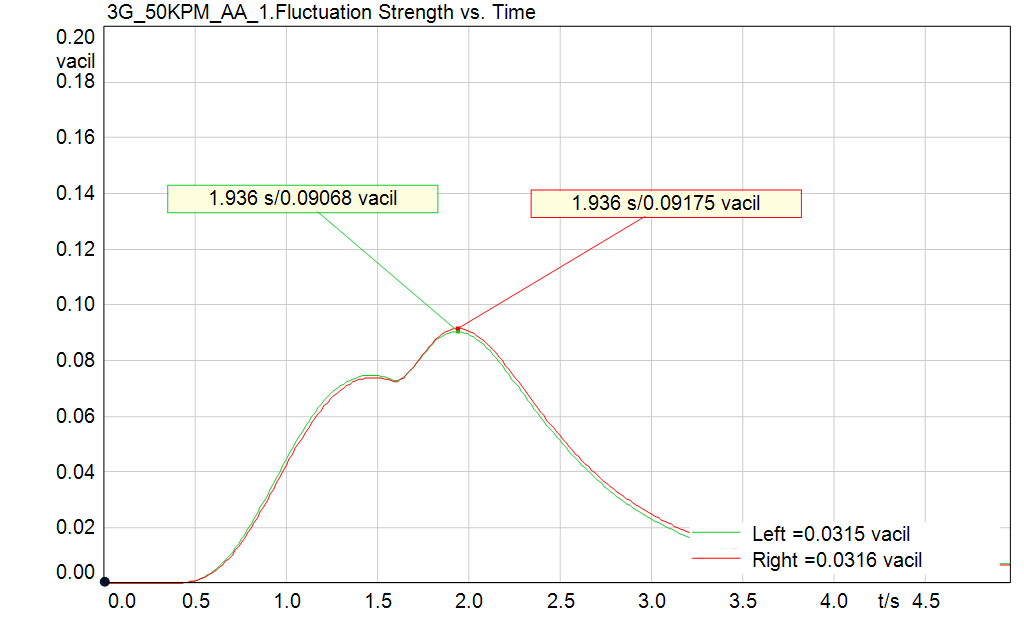 3G_50KPM_AA_1.Fluctuation Strength vs. Time
0.20
vacil
0.18
0.16
0.14
0.12
0.10
0.08
0.06
0.04
0.02
0.00
1.936 s/0.09068 vacil
1.936 s/0.09175 vacil
Left =0.0315 vacil
Right =0.0316 vacil
0.0 0.5 1.0 1.5 2.0 2.5 3.0 3.5 4.0 t/s 4.5